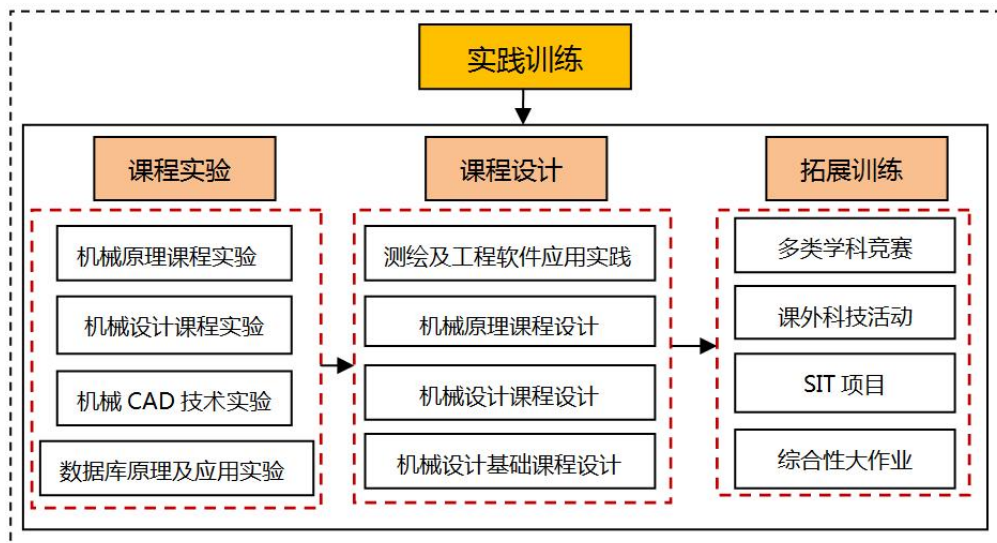 实践训练
课程实验
机械原理课程实验
机械设计课程实验
机械 CAD 技术实验
数据库原理及应用实验
课程设计
测绘及工程软件应用实践
机械原理课程设计
机械设计课程设计
机械设计基础课程设计
拓展训练
多类学科竞赛
课外科技活动
SIT 项目
综合性大作业